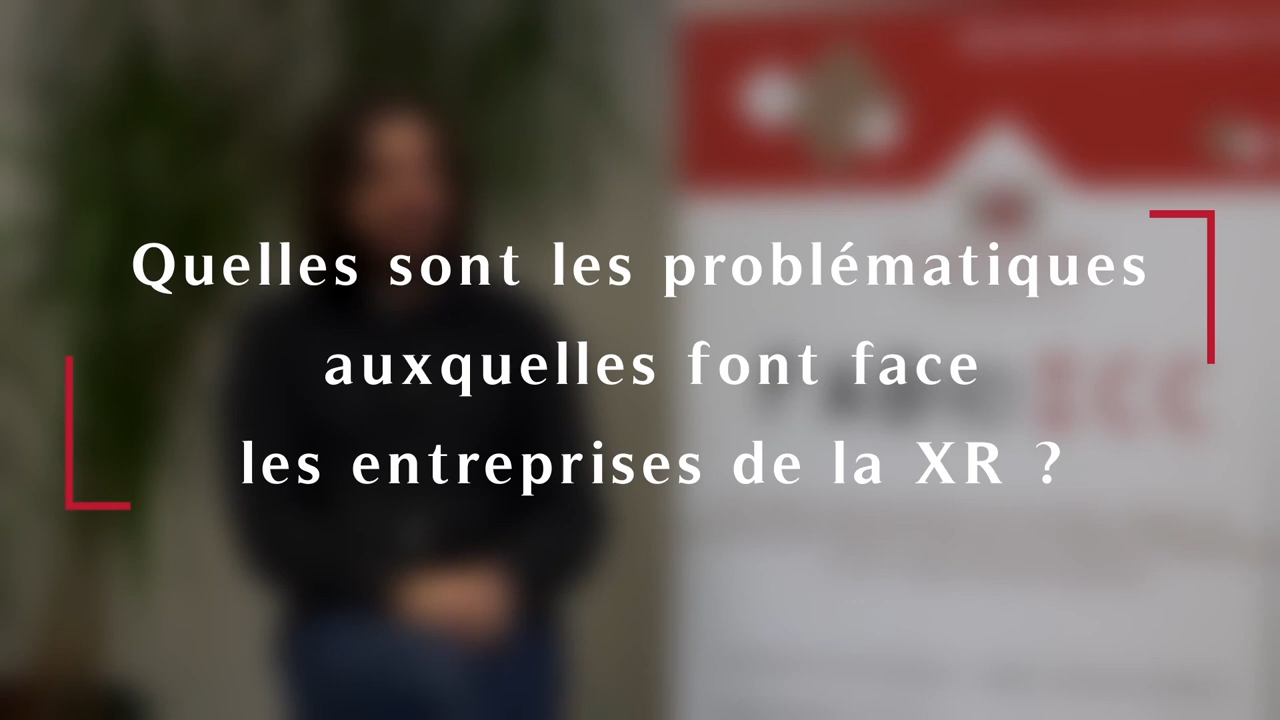 Quelles sont les problématiques
auxquelles font face
les entreprises de la XR ?